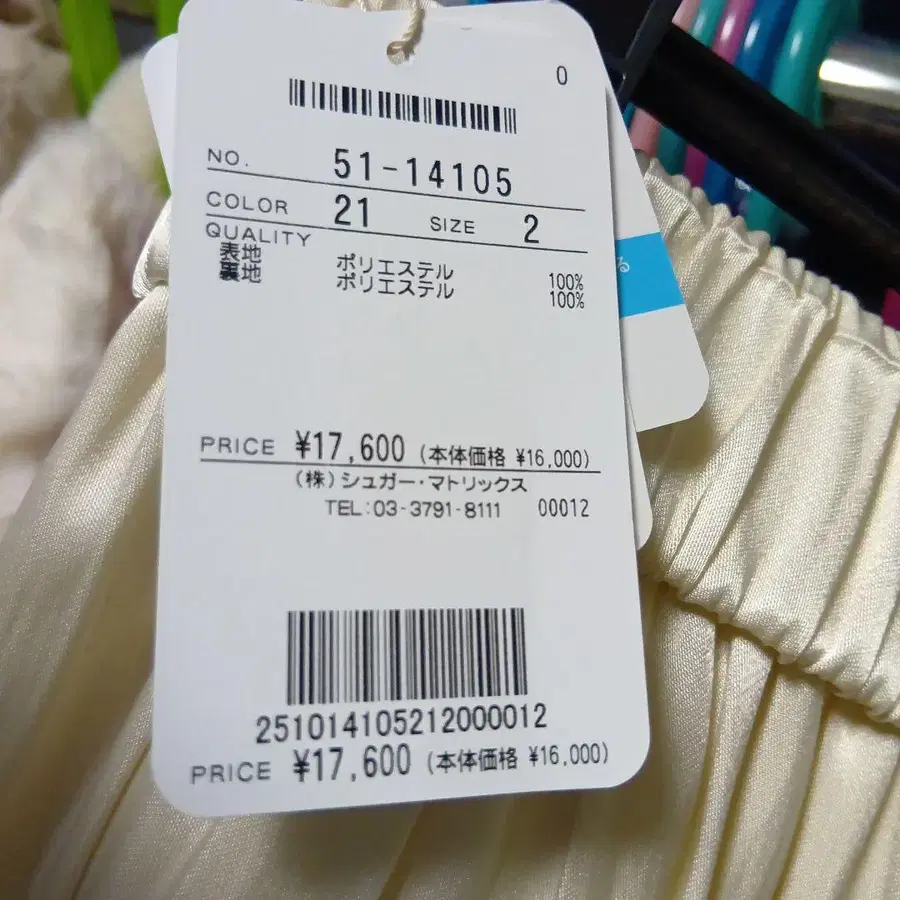 0
NO. 51-14105
COLOR 21 SIZE 2
QUALITY
表地 ポリエステル 100%
裏地 ポリエステル 100%
る
PRICE ¥17,600 (本体価格 ¥16,000)
(株)シュガー・マトリックス
TEL:03-3791-8111 00012
251014105212000012
PRICE ¥17,600 (本体価格 ¥16,000)